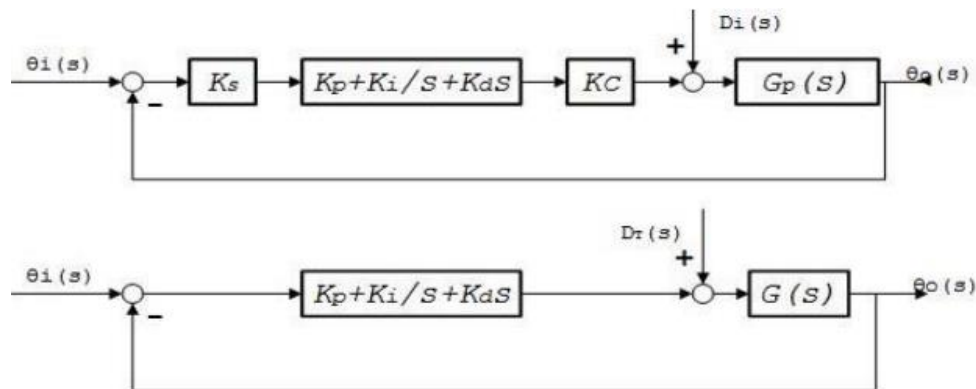 Di(s)
+
θi(s)
Ks
Kp+Ki/S+KdS
KC
Gp(S)
θo(s)
-
DT(s)
+
θi(s)
Kp+Ki/S+KdS
G(S)
θo(s)
-